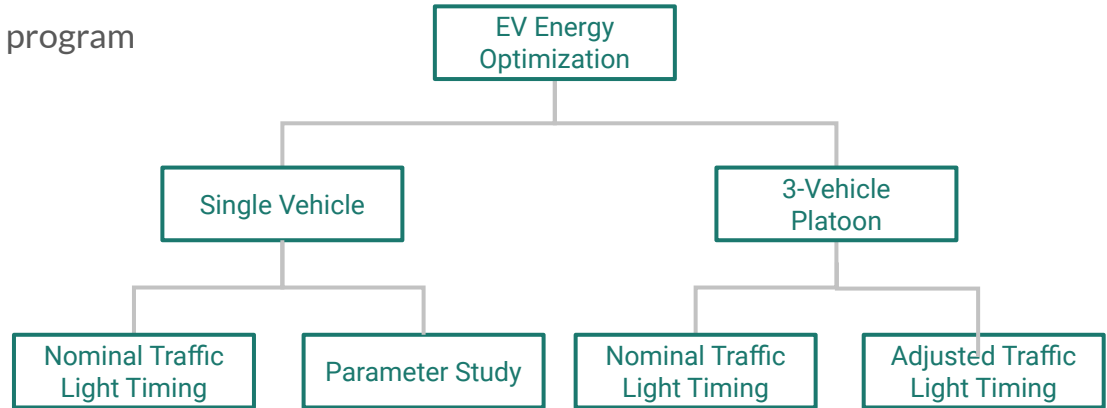 program
EV Energy
Optimization
Single Vehicle
3-Vehicle
Platoon
Nominal Traffic
Light Timing
Parameter Study
Nominal Traffic
Light Timing
Adjusted Traffic
Light Timing